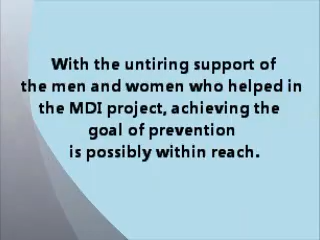 With the untiring support of
the men and women who helped in
the MDI project, achieving the
goal of prevention
is possibly within reach.